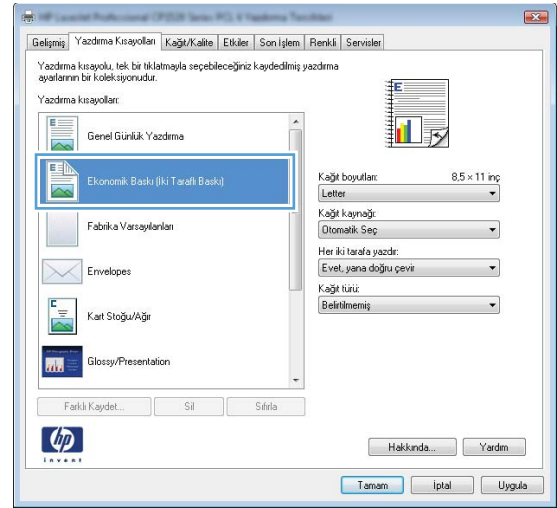 Gelişmiş Yazdırma Kısayolları Kağıt/Kalite Etkiler Son İşlem Renkli Servisler
Yazdırma kısayolu, tek bir tıklatmayla seçebileceğiniz kaydedilmiş yazdırma
ayarlarının bir koleksiyonudur.
Yazdırma kısayolları:
Genel Günlük Yazdırma
Ekonomik Baskı (İki Taraflı Baskı)
Fabrika Varsayılanları
Envelopes
Kart Stoğu/Ağır
Glossy/Presentation
Farklı Kaydet... Sil Sıfırla
E
Kağıt boyutları: 8,5 × 11 inç
Letter
Kağıt kaynağı:
Otomatik Seç
Her iki tarafa yazdır:
Evet, yana doğru çevir
Kağıt türü:
Belirtilmemiş
hp
invent
Hakkında... Yardım
Tamam İptal Uygula